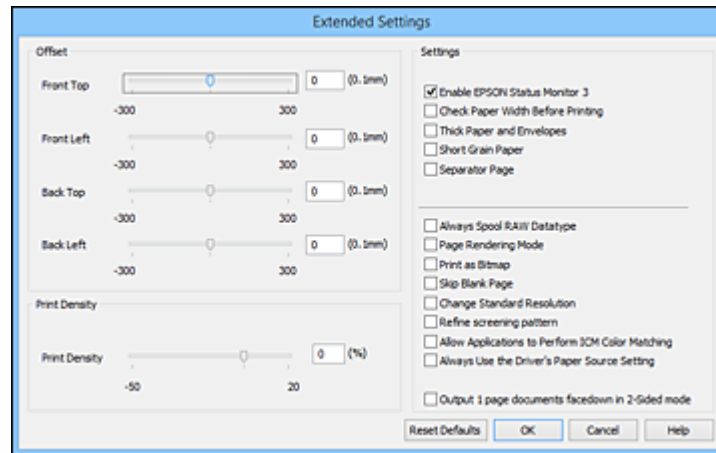 Extended Settings
Offset
Front Top 0 (0.1mm)
-300 300
Front Left 0 (0.1mm)
-300 300
Back Top 0 (0.1mm)
-300 300
Back Left 0 (0.1mm)
-300 300
Print Density
Print Density 0 (%)
-50 20
Settings
Enable EPSON Status Monitor 3
Check Paper Width Before Printing
Thick Paper and Envelopes
Short Grain Paper
Separator Page
Always Spool RAW Datatype
Page Rendering Mode
Print as Bitmap
Skip Blank Page
Change Standard Resolution
Refine screening pattern
Allow Applications to Perform ICM Color Matching
Always Use the Driver's Paper Source Setting
Output 1 page documents facedown in 2-Sided mode
Reset Defaults OK Cancel Help